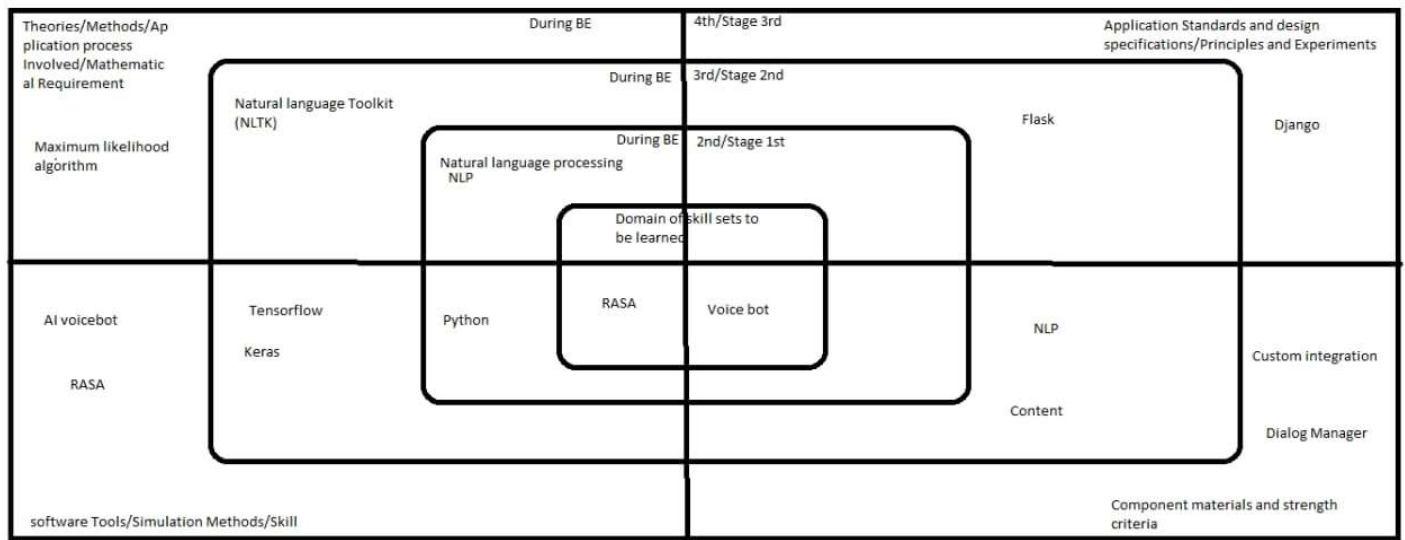 Theories/Methods/Ap
plication process
Involved/Mathematic
al Requirement
During BE
4th/Stage 3rd
Application Standards and design
specifications/Principles and Experiments
During BE
3rd/Stage 2nd
Natural language Toolkit
(NLTK)
Flask
Django
Maximum likelihood
algorithm
During BE
2nd/Stage 1st
Natural language processing
NLP
Domain of skill sets to
be learned
AI voicebot
RASA
Tensorflow
Keras
Python
RASA
Voice bot
NLP
Content
Custom integration
Dialog Manager
software Tools/Simulation Methods/Skill
Component materials and strength
criteria